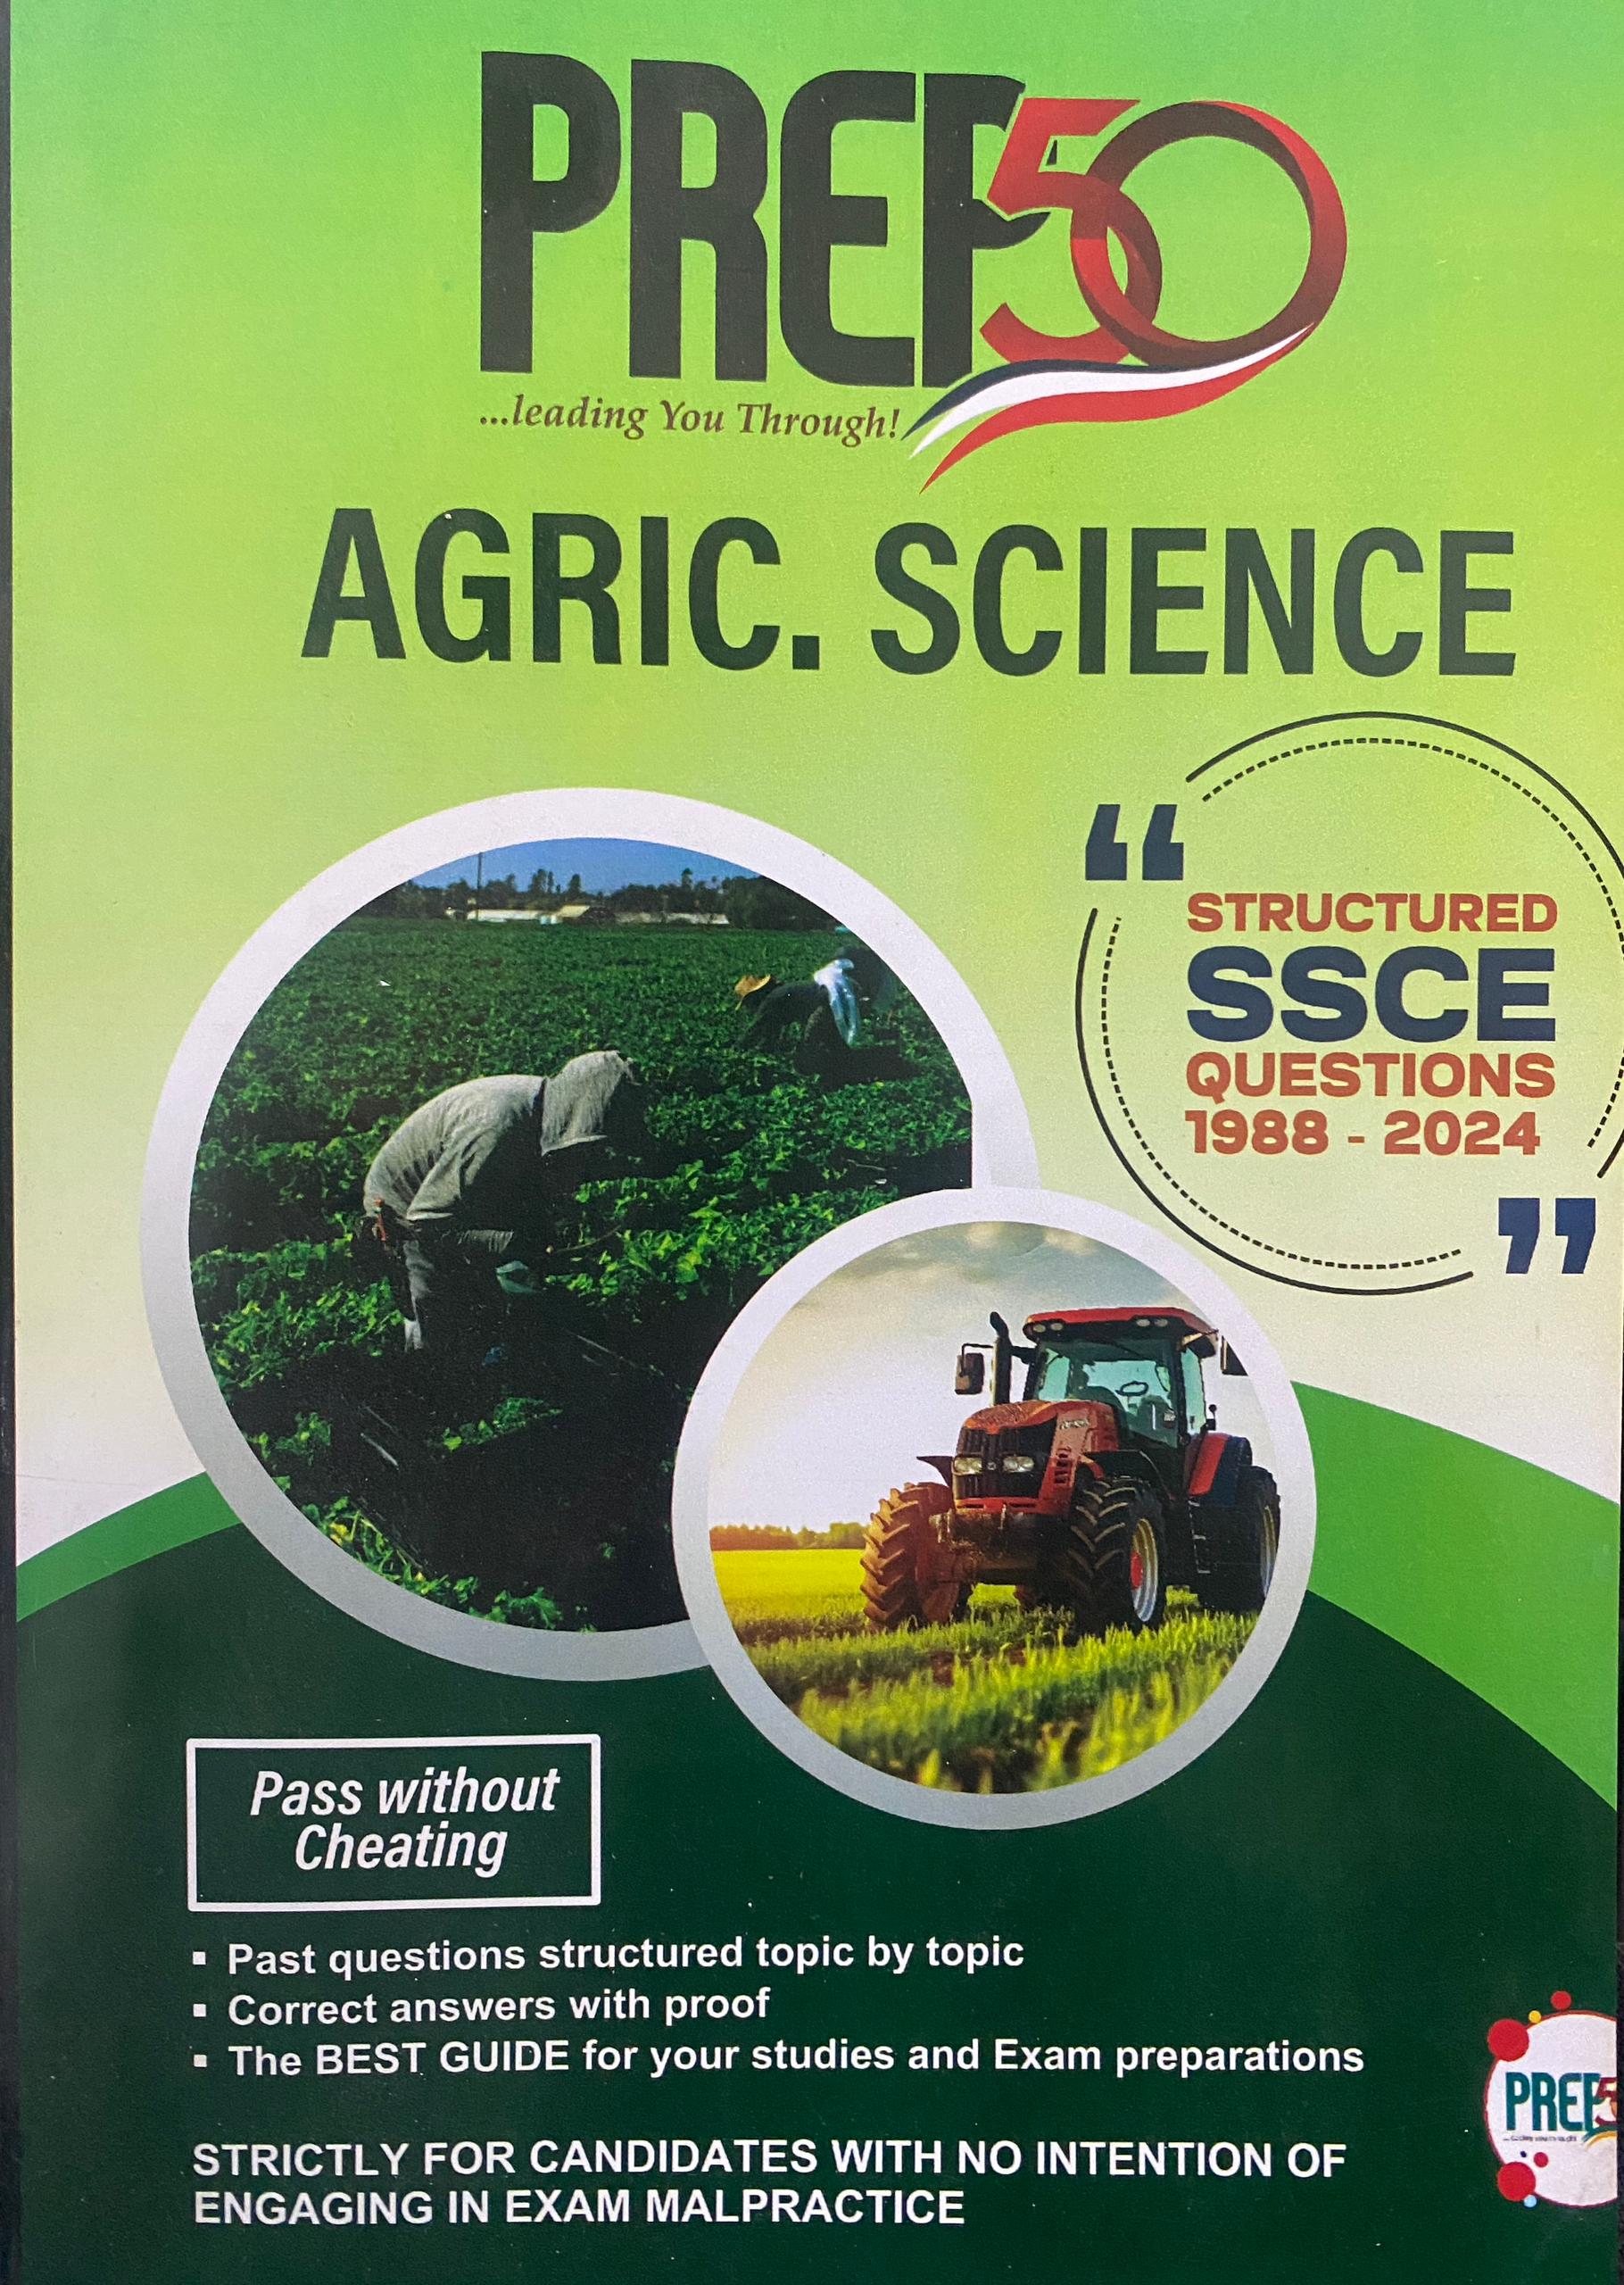 PREP50
...leading You Through!
AGRIC. SCIENCE
“
STRUCTURED
SSCE
QUESTIONS
1988 - 2024
”
Pass without
Cheating
▪ Past questions structured topic by topic
▪ Correct answers with proof
▪ The BEST GUIDE for your studies and Exam preparations
PREP5
STRICTLY FOR CANDIDATES WITH NO INTENTION OF
ENGAGING IN EXAM MALPRACTICE